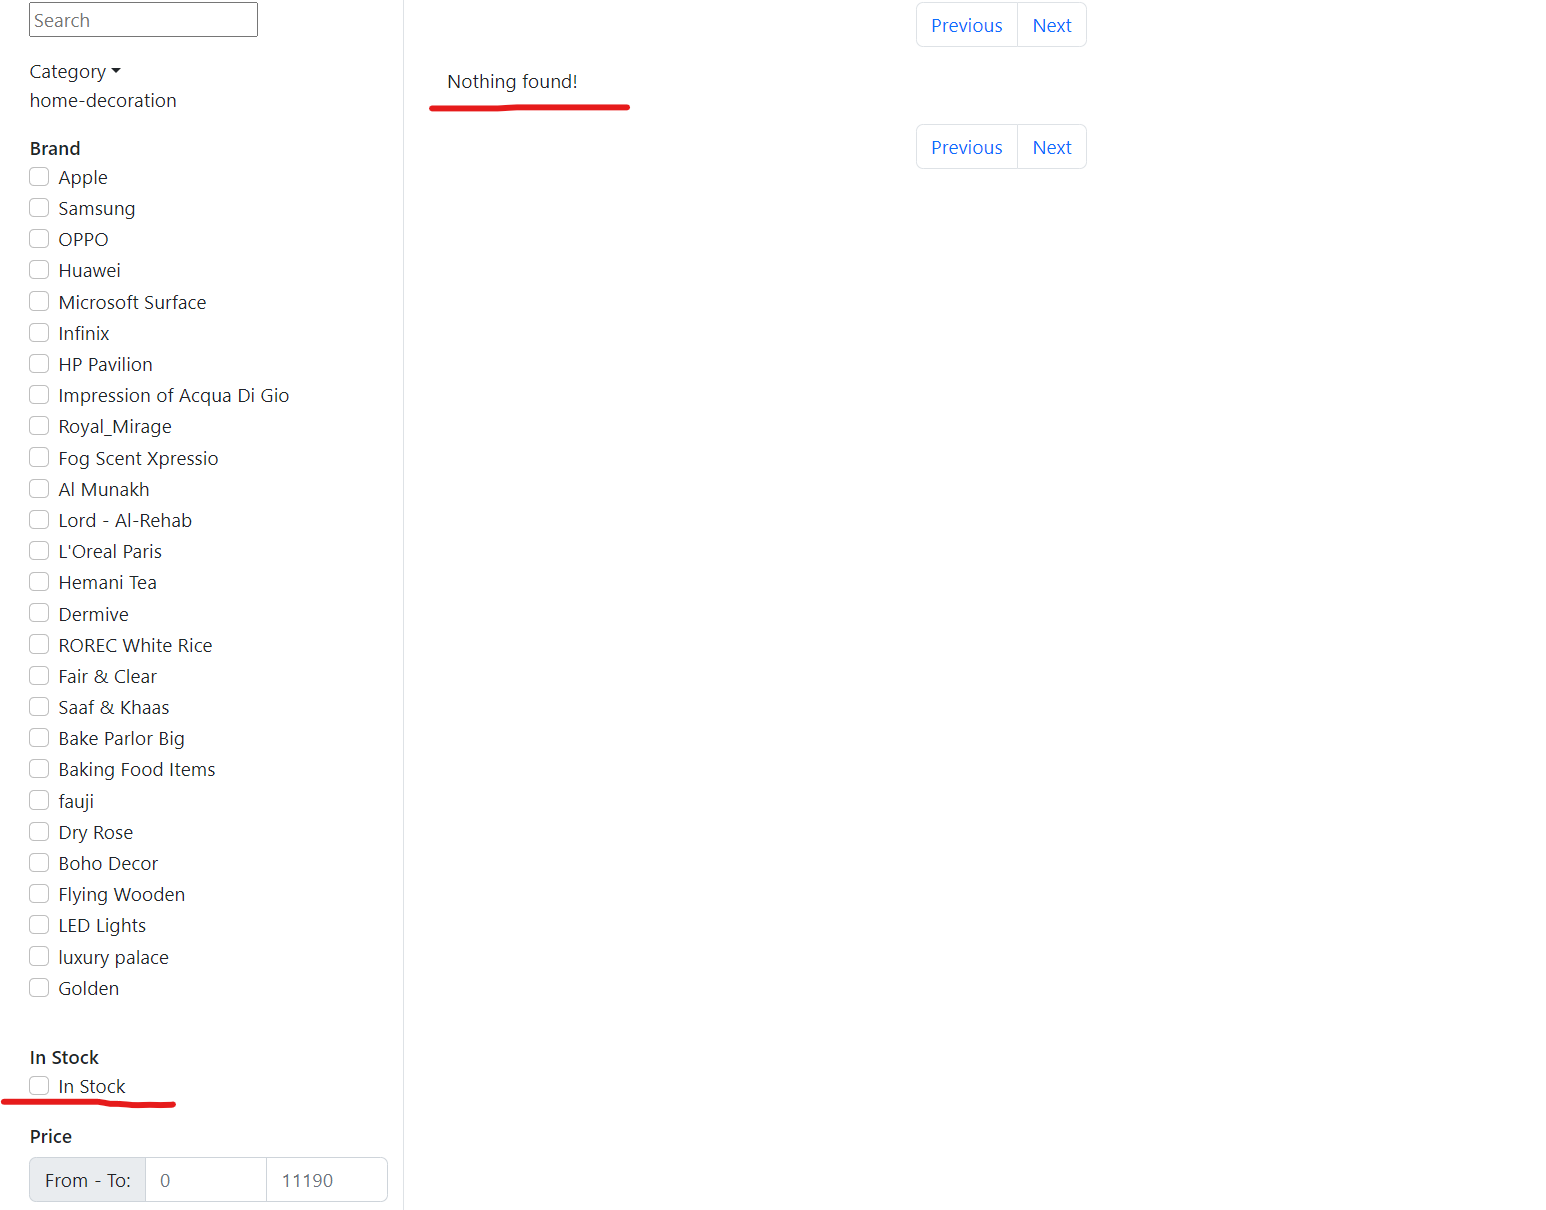 Search
Category
home-decoration
Brand
Apple
Samsung
OPPO
Huawei
Microsoft Surface
Infinix
HP Pavilion
Impression of Acqua Di Gio
Royal_Mirage
Fog Scent Xpressio
Al Munakh
Lord - Al-Rehab
L'Oreal Paris
Hemani Tea
Dermive
ROREC White Rice
Fair & Clear
Saaf & Khaas
Bake Parlor Big
Baking Food Items
fauji
Dry Rose
Boho Decor
Flying Wooden
LED Lights
luxury palace
Golden
In Stock
In Stock
Price
From - To: 0 11190
Previous Next
Nothing found!
Previous Next